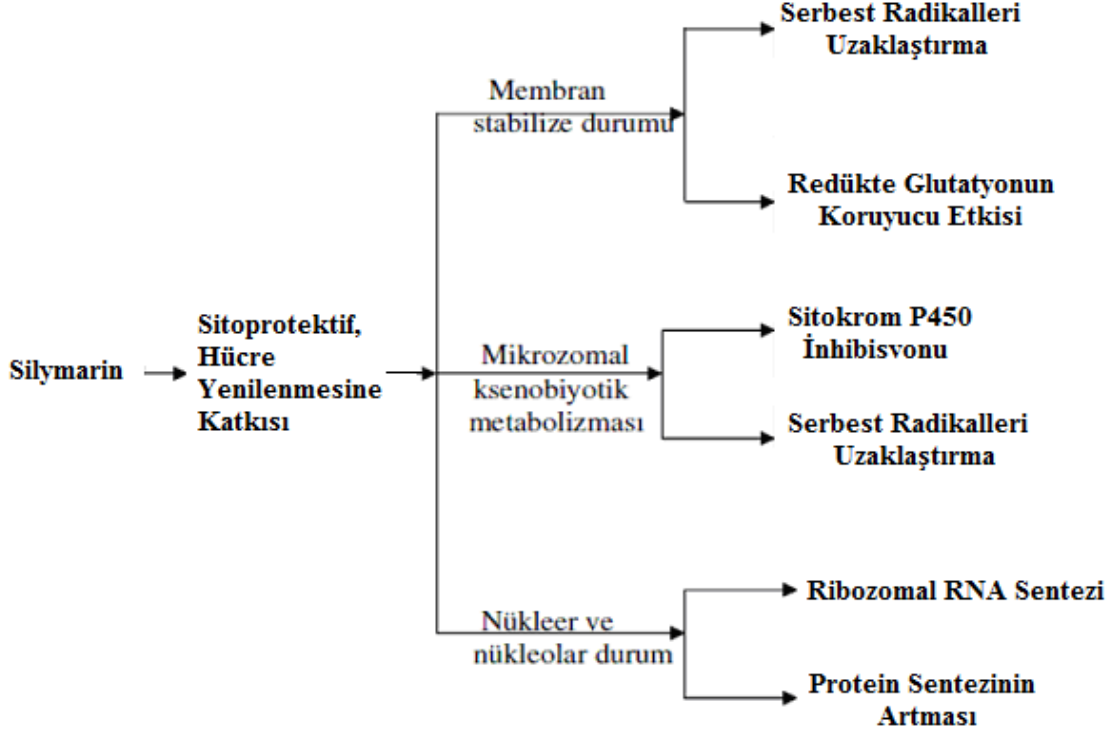 Silymarin
Sitoprotektif,
Hücre
Yenilenmesine
Katkısı
Membran
stabilize durumu
Serbest Radikalleri
Uzaklaştırma
Redükte Glutatyonun
Koruyucu Etkisi
Mikrozomal
ksenobiyotik
metabolizması
Sitokrom P450
İnhibisvonu
Serbest Radikalleri
Uzaklaştırma
Nükleer ve
nükleolar durum
Ribozomal RNA Sentezi
Protein Sentezinin
Artması